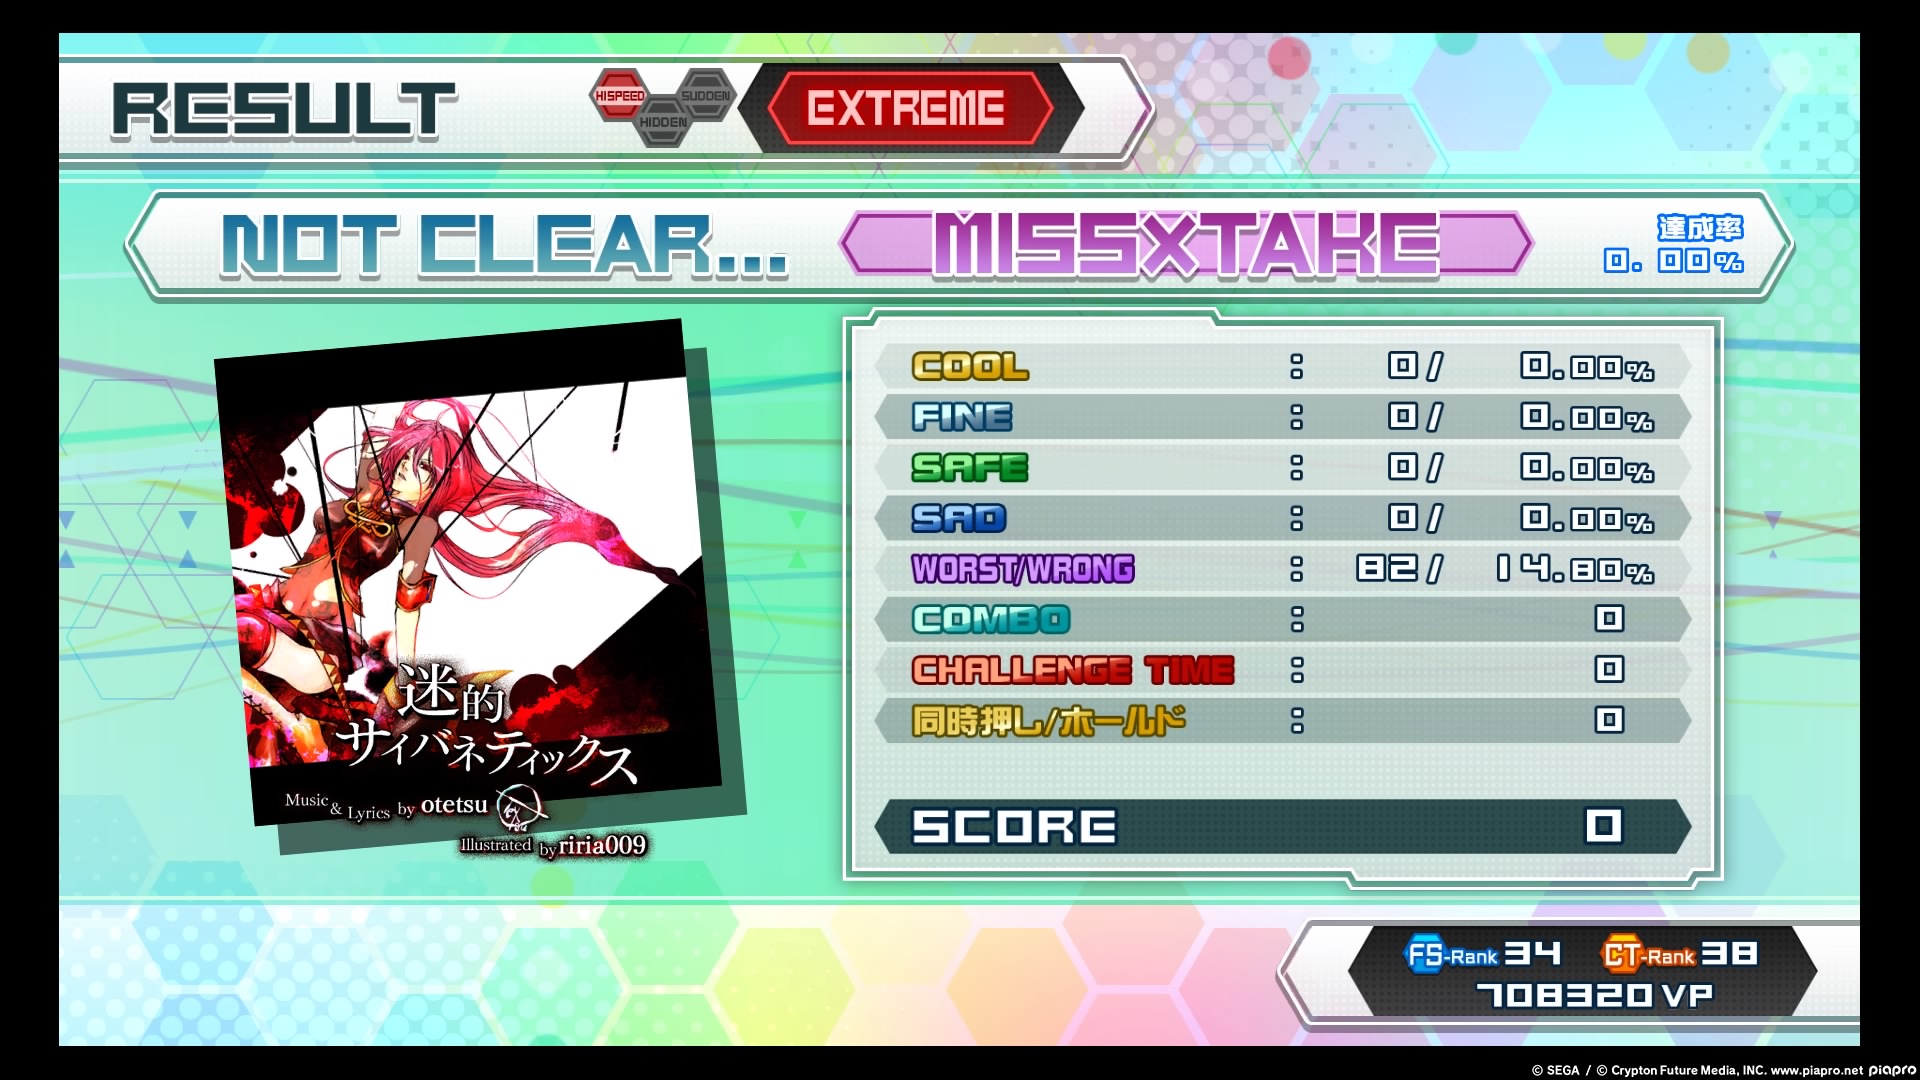 RESULT
HISPEED
HIDDEN
SUDDEN
EXTREME
NOT CLEAR...
MISS×TAKE
達成率
0.00%
COOL : 0/ 0.00%
FINE : 0/ 0.00%
SAFE : 0/ 0.00%
SAD : 0/ 0.00%
WORST/WRONG : 82/ 14.80%
COMBO : 0
CHALLENGE TIME : 0
同時押し/ホールド : 0
SCORE 0
迷的
サイバネティックス
Music & Lyrics by otetsu
Illustrated by riria009
FS-Rank 34 CT-Rank 38
708320 VP
© SEGA / © Crypton Future Media, INC. www.piapro.net piapro